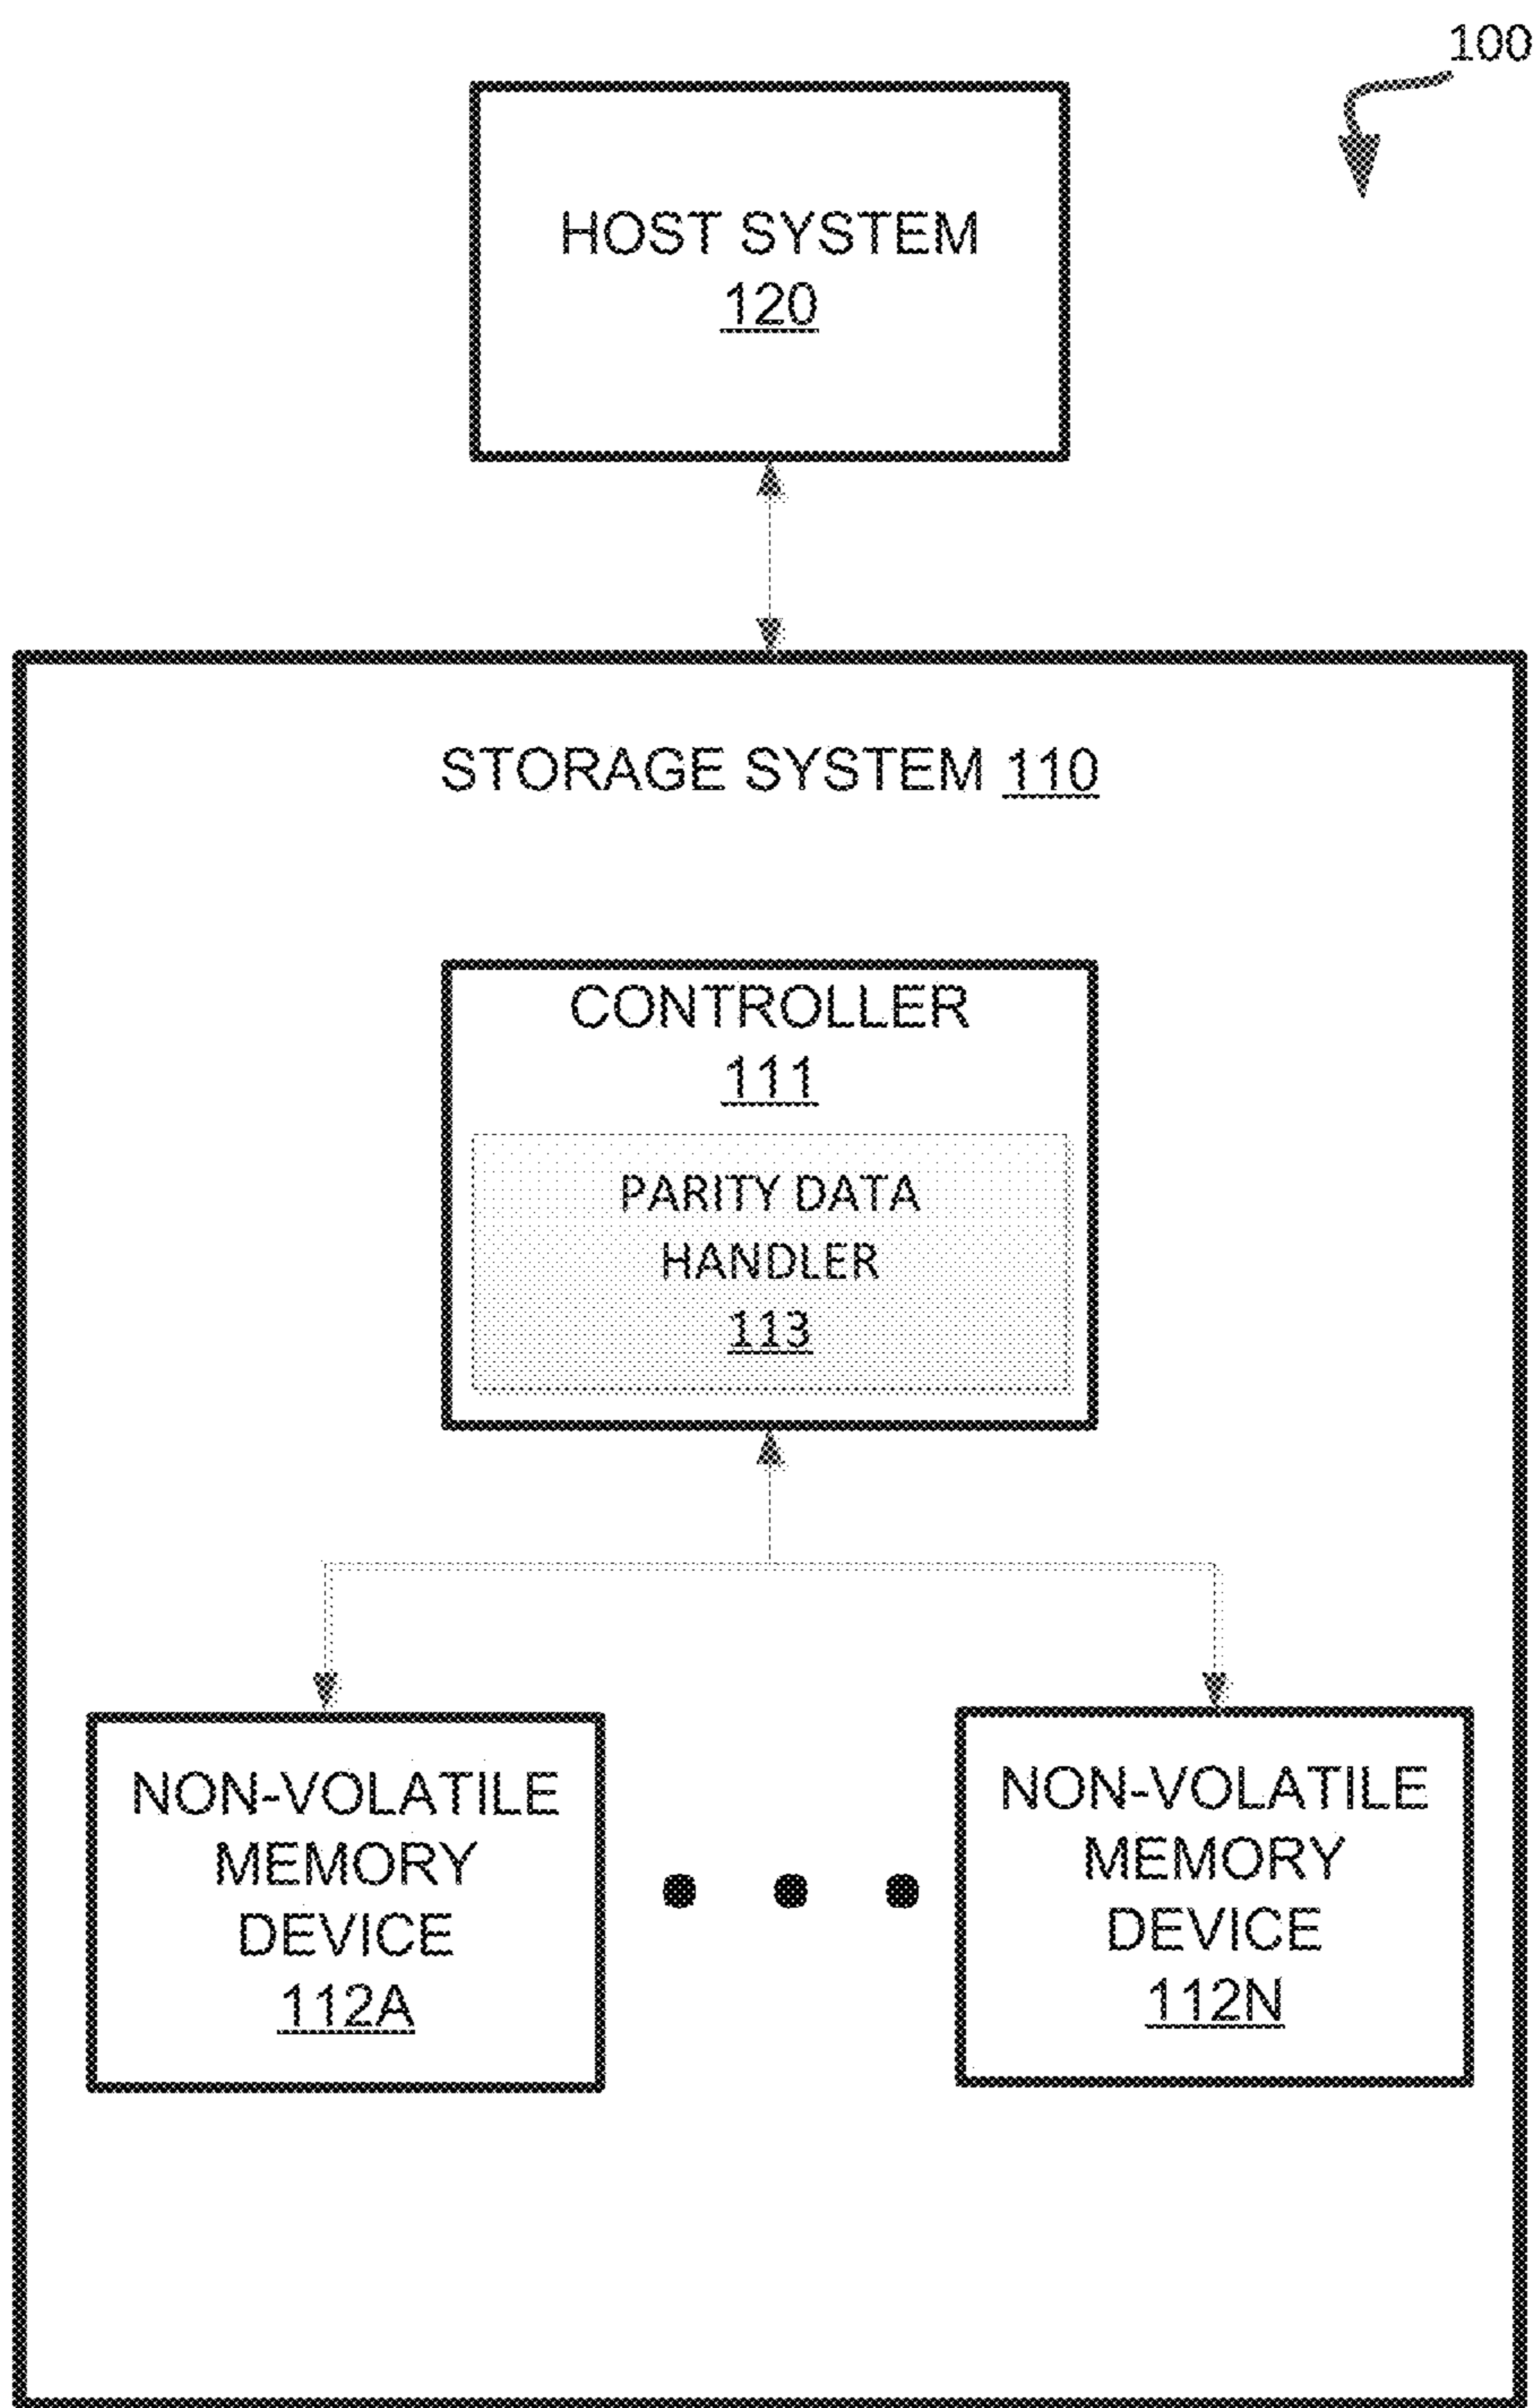 100
HOST SYSTEM
120
STORAGE SYSTEM 110
CONTROLLER
111
PARITY DATA
HANDLER
113
NON-VOLATILE
MEMORY
DEVICE
112A
NON-VOLATILE
MEMORY
DEVICE
112N